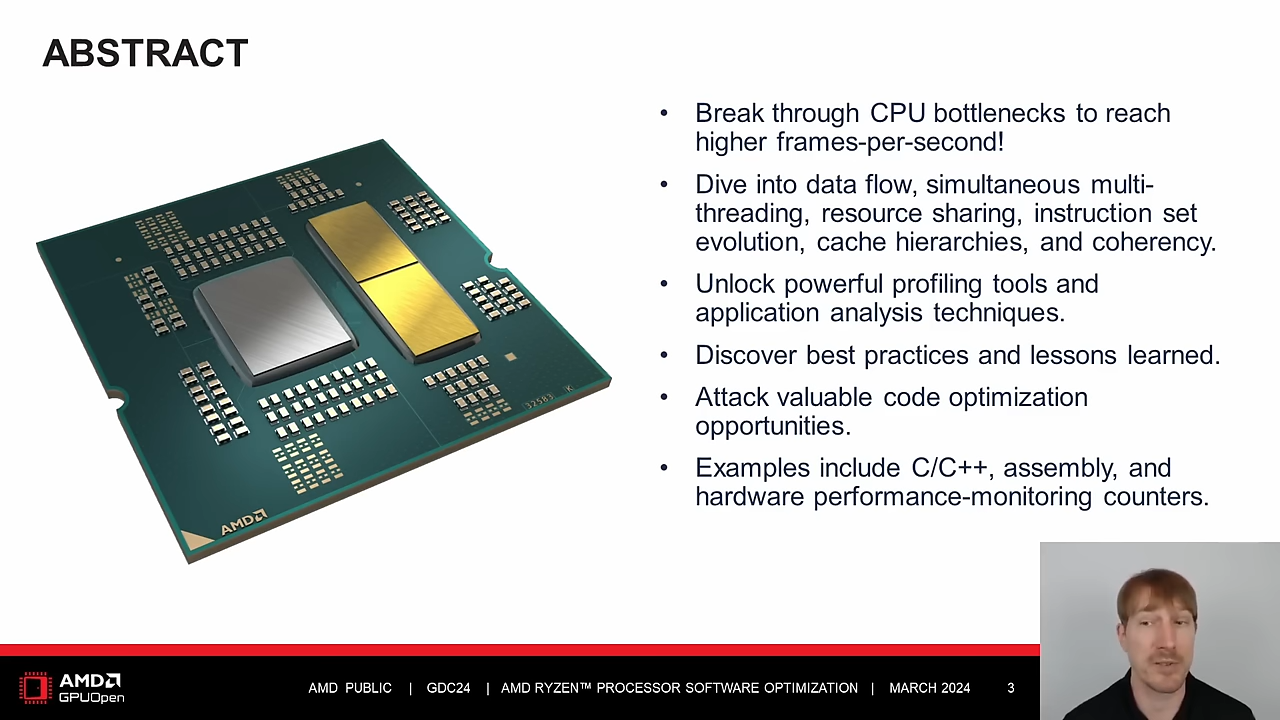 ABSTRACT
• Break through CPU bottlenecks to reach
higher frames-per-second!
• Dive into data flow, simultaneous multi-
threading, resource sharing, instruction set
evolution, cache hierarchies, and coherency.
• Unlock powerful profiling tools and
application analysis techniques.
• Discover best practices and lessons learned.
• Attack valuable code optimization
opportunities.
• Examples include C/C++, assembly, and
hardware performance-monitoring counters.
32583 K
AMD
AMD
GPUOpen
AMD PUBLIC | GDC24 | AMD RYZEN™ PROCESSOR SOFTWARE OPTIMIZATION | MARCH 2024 3